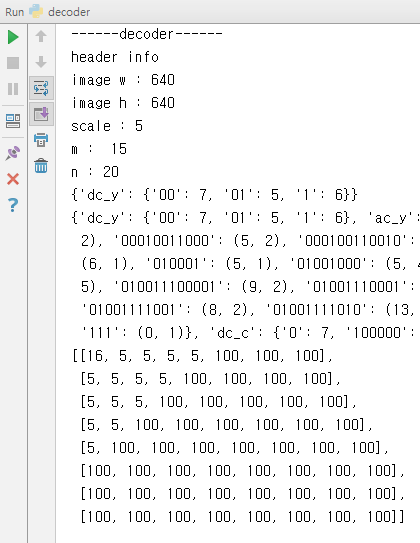 Run decoder
------decoder------
header info
image w : 640
image h : 640
scale : 5
m :  15
n : 20
{'dc_y': {'00': 7, '01': 5, '1': 6}}
{'dc_y': {'00': 7, '01': 5, '1': 6}, 'ac_y':
2), '00010011000': (5, 2), '000100110010':
(6, 1), '010001': (5, 1), '01001000': (5, 4
5), '010011100001': (9, 2), '01001110001':
'01001111001': (8, 2), '01001111010': (13,
'111': (0, 1)}, 'dc_c': {'0': 7, '100000':
[[16, 5, 5, 5, 5, 100, 100, 100],
[5, 5, 5, 5, 100, 100, 100, 100],
[5, 5, 5, 100, 100, 100, 100, 100],
[5, 5, 100, 100, 100, 100, 100, 100],
[5, 100, 100, 100, 100, 100, 100, 100],
[100, 100, 100, 100, 100, 100, 100, 100],
[100, 100, 100, 100, 100, 100, 100, 100],
[100, 100, 100, 100, 100, 100, 100, 100]]